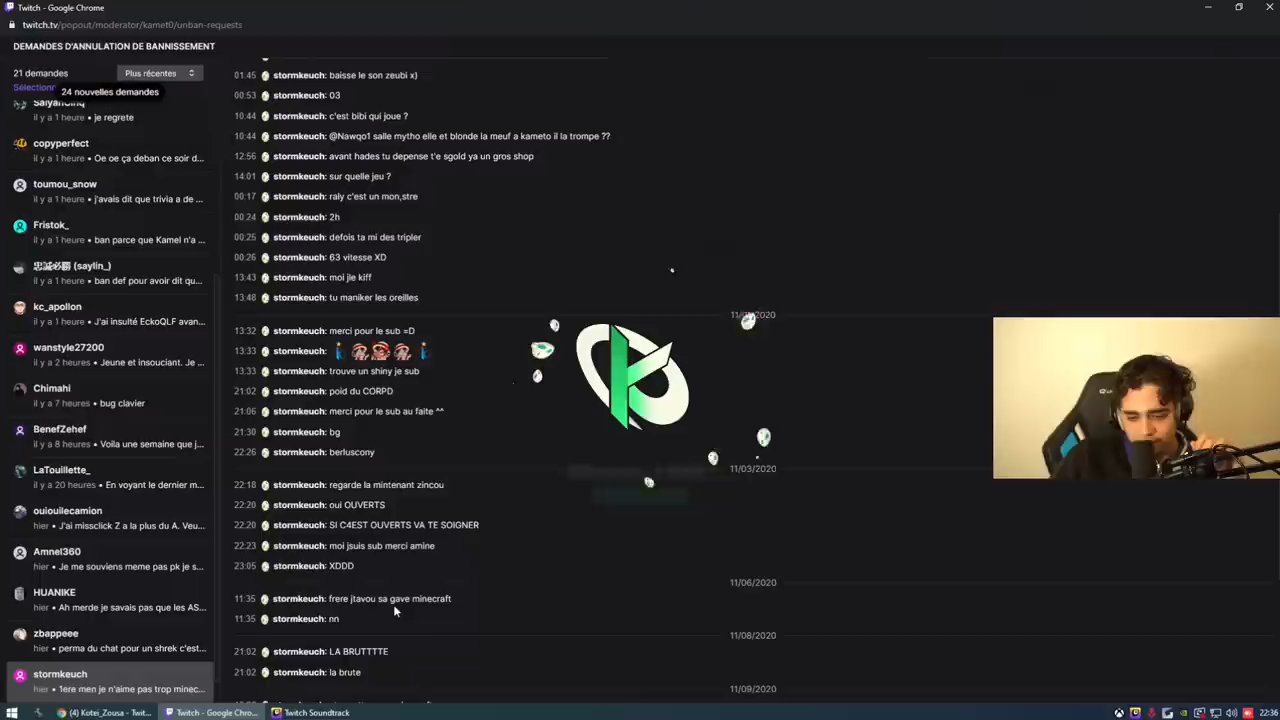 Twitch - Google Chrome
twitch.tv/popout/moderator/kamet0/unban-requests
DEMANDES D'ANNULATION DE BANNISSEMENT
21 demandes
Plus récentes
24 nouvelles demandes
il y a 1 heure • je regrete
copyperfect
il y a 1 heure • Oe oe ça deban ce soir d...
toumou_snow
il y a 1 heure • j'avais dit que trivia a de ...
Fristok_
il y a 1 heure • ban parce que Kamel n'a ...
忠誠必勝 (saylin_)
il y a 1 heure • ban def pour avoir dit qu...
kc_apollon
il y a 1 heure • J'ai insulté EckoQLF avan...
wanstyle27200
il y a 2 heures • Jeune et insouciant. Je ...
Chimahi
il y a 7 heures • bug clavier
BenefZehef
il y a 8 heures • Voila une semaine que j...
LaTouillette_
il y a 20 heures • En voyant le dernier m...
ouiouilecamion
hier • J'ai missclick Z a la plus du A. Veu...
Amnel360
hier • Je me souviens meme pas pk je s...
HUANIKE
hier • Ah merde je savais pas que les AS...
zbappeee
hier • perma du chat pour un shrek c'est...
stormkeuch
hier • 1ere men je n'aime pas trop minec...
01:45 stormkeuch: baisse le son zeubi x)
00:53 stormkeuch: 03
10:44 stormkeuch: c'est bibi qui joue ?
10:44 stormkeuch: @Nawqo1 salle mytho elle et blonde la meuf a kameto il la trompe ??
12:56 stormkeuch: avant hades tu depense t'e sgold ya un gros shop
14:01 stormkeuch: sur quelle jeu ?
00:17 stormkeuch: raly c'est un mon,stre
00:24 stormkeuch: 2h
00:25 stormkeuch: defois ta mi des tripler
00:26 stormkeuch: 63 vitesse XD
13:43 stormkeuch: moi jle kiff
13:48 stormkeuch: tu maniker les oreilles
13:32 stormkeuch: merci pour le sub =D
13:33 stormkeuch:
13:33 stormkeuch: trouve un shiny je sub
21:02 stormkeuch: poid du CORPD
21:06 stormkeuch: merci pour le sub au faite ^^
21:30 stormkeuch: bg
22:26 stormkeuch: berluscony
11/03/2020
22:18 stormkeuch: regarde la mintenant zincou
22:20 stormkeuch: oui OUVERTS
22:20 stormkeuch: SI C4EST OUVERTS VA TE SOIGNER
22:23 stormkeuch: moi jsuis sub merci amine
23:05 stormkeuch: XDDD
11/06/2020
11:35 stormkeuch: frere jtavou sa gave minecraft
11:35 stormkeuch: nn
11/08/2020
21:02 stormkeuch: LA BRUTTTTE
21:02 stormkeuch: la brute
11/09/2020
(4) Kotei_Zousa - Twit...
Twitch - Google Chro...
Twitch Soundtrack
22:36